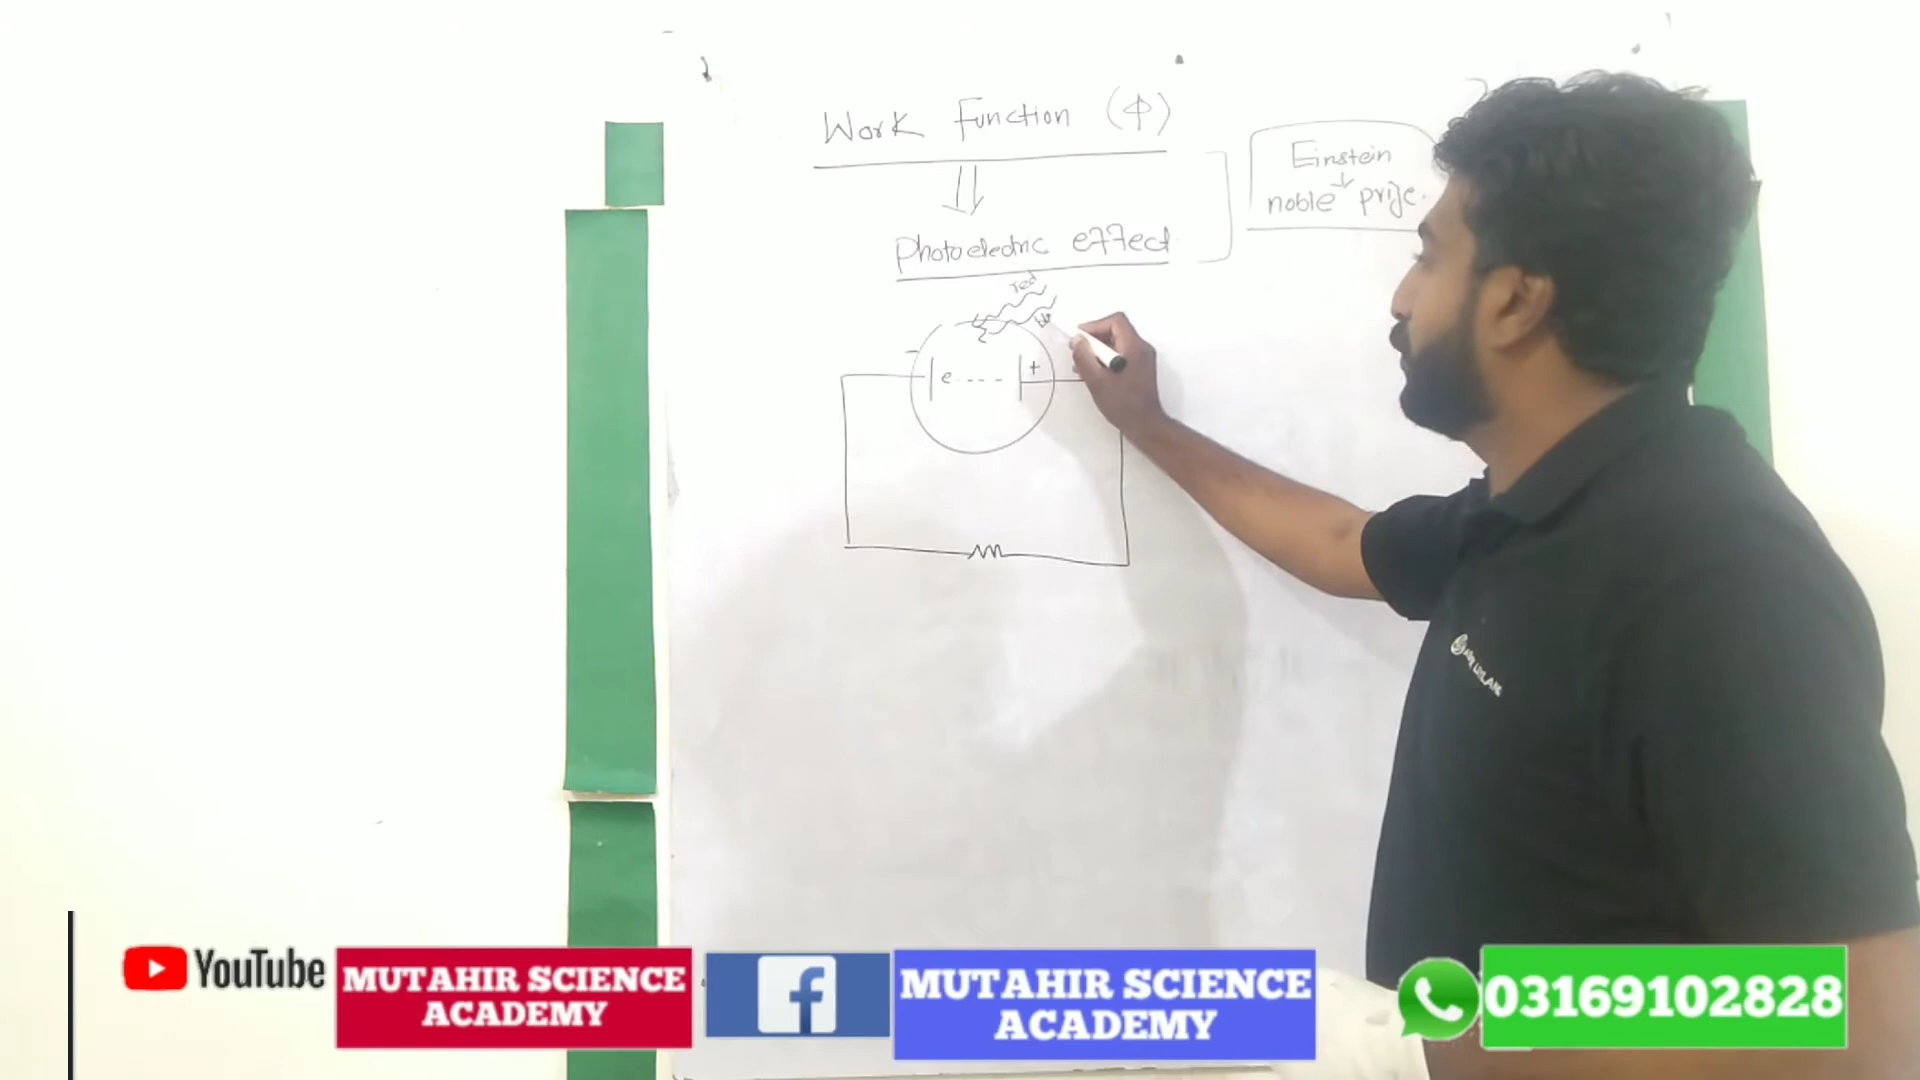 Work Function (Φ)
Einstein
noble prize.
Photoelectric effect
red
- e---- +
YouTube
MUTAHIR SCIENCE
ACADEMY
f
MUTAHIR SCIENCE
ACADEMY
03169102828